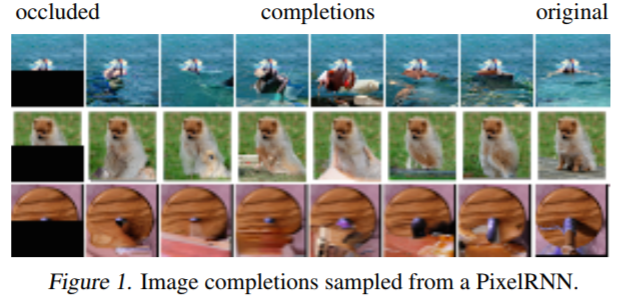 occluded completions original
Figure 1. Image completions sampled from a PixelRNN.